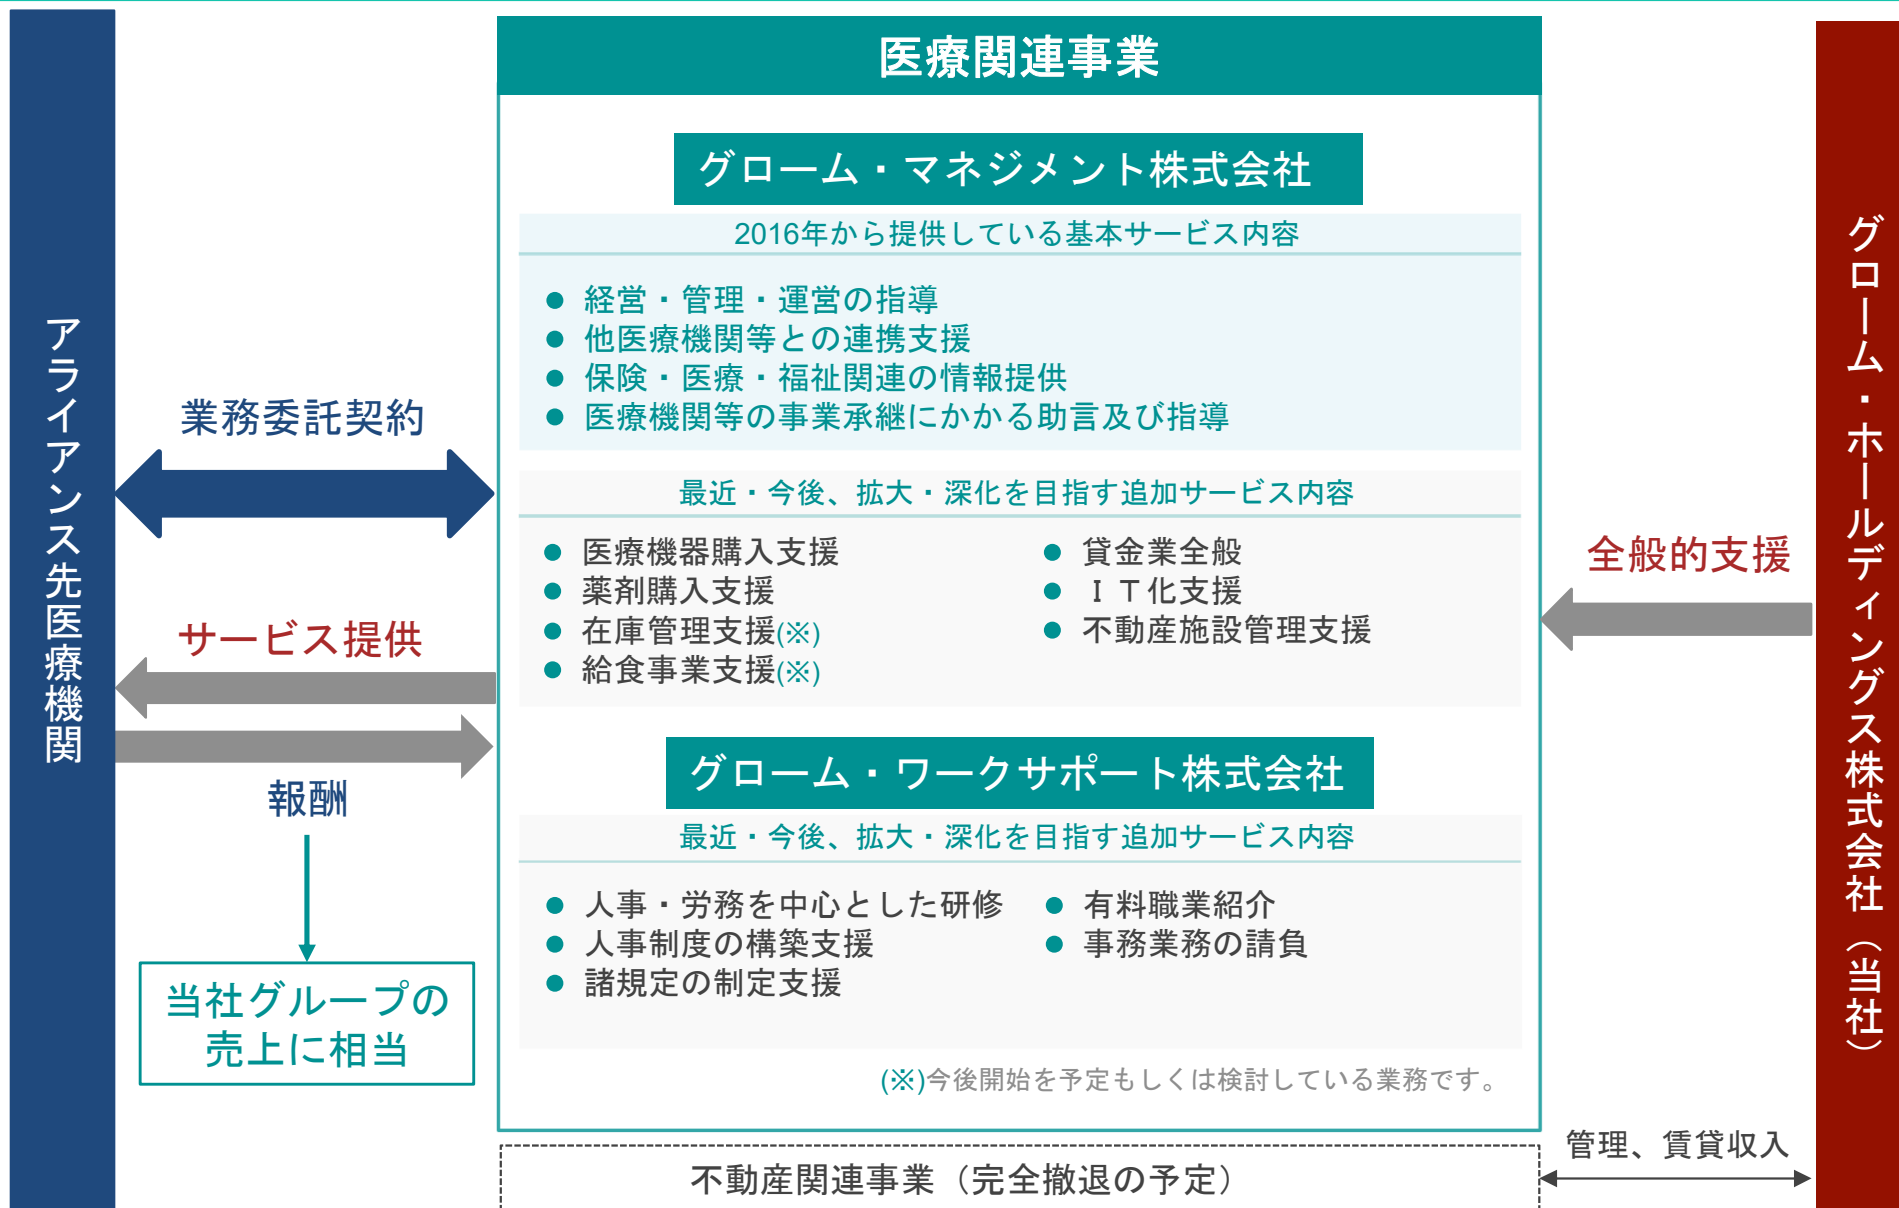 医療関連事業
グローム・マネジメント株式会社
2016年から提供している基本サービス内容
● 経営・管理・運営の指導
● 他医療機関等との連携支援
● 保険・医療・福祉関連の情報提供
● 医療機関等の事業承継にかかる助言及び指導
最近・今後、拡大・深化を目指す追加サービス内容
● 医療機器購入支援
● 薬剤購入支援
● 在庫管理支援(※)
● 給食事業支援(※)
● 貸金業全般
● ＩＴ化支援
● 不動産施設管理支援
グローム・ワークサポート株式会社
最近・今後、拡大・深化を目指す追加サービス内容
● 人事・労務を中心とした研修
● 人事制度の構築支援
● 諸規定の制定支援
● 有料職業紹介
● 事務業務の請負
(※)今後開始を予定もしくは検討している業務です。
不動産関連事業（完全撤退の予定）
アライアンス先医療機関
業務委託契約
サービス提供
報酬
当社グループの
売上に相当
全般的支援
管理、賃貸収入
グローム・ホールディングス株式会社（当社）